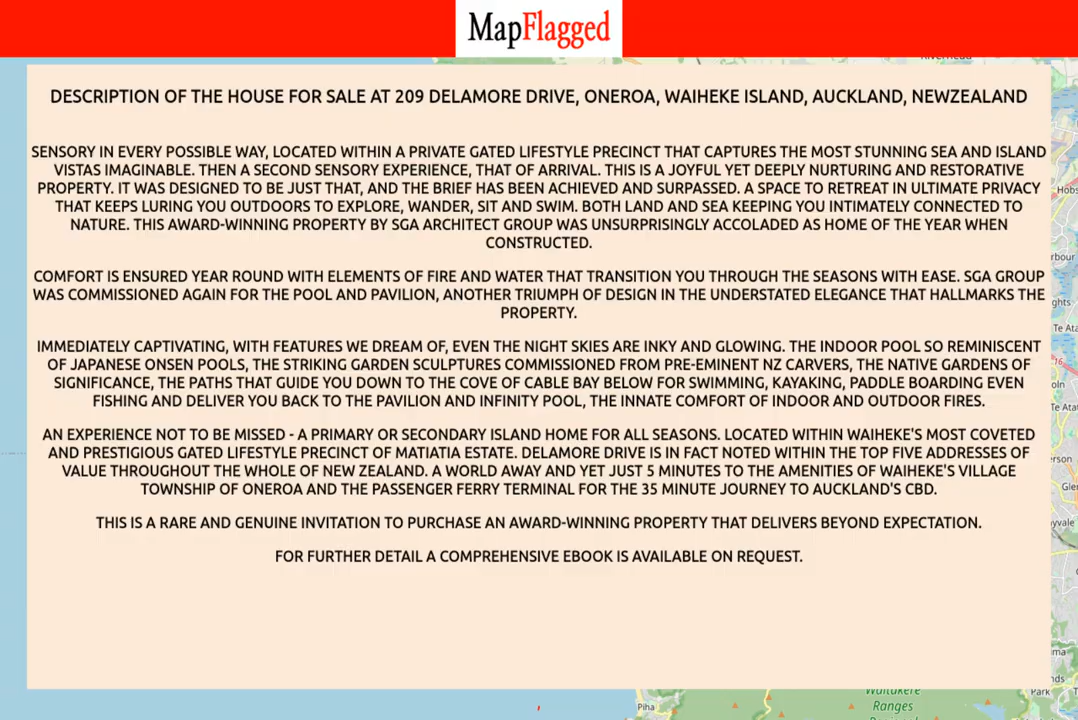 MapFlagged
DESCRIPTION OF THE HOUSE FOR SALE AT 209 DELAMORE DRIVE, ONEROA, WAIHEKE ISLAND, AUCKLAND, NEWZEALAND
SENSORY IN EVERY POSSIBLE WAY, LOCATED WITHIN A PRIVATE GATED LIFESTYLE PRECINCT THAT CAPTURES THE MOST STUNNING SEA AND ISLAND
VISTAS IMAGINABLE. THEN A SECOND SENSORY EXPERIENCE, THAT OF ARRIVAL. THIS IS A JOYFUL YET DEEPLY NURTURING AND RESTORATIVE
PROPERTY. IT WAS DESIGNED TO BE JUST THAT, AND THE BRIEF HAS BEEN ACHIEVED AND SURPASSED. A SPACE TO RETREAT IN ULTIMATE PRIVACY
THAT KEEPS LURING YOU OUTDOORS TO EXPLORE, WANDER, SIT AND SWIM. BOTH LAND AND SEA KEEPING YOU INTIMATELY CONNECTED TO
NATURE. THIS AWARD-WINNING PROPERTY BY SGA ARCHITECT GROUP WAS UNSURPRISINGLY ACCOLADED AS HOME OF THE YEAR WHEN
CONSTRUCTED.
COMFORT IS ENSURED YEAR ROUND WITH ELEMENTS OF FIRE AND WATER THAT TRANSITION YOU THROUGH THE SEASONS WITH EASE. SGA GROUP
WAS COMMISSIONED AGAIN FOR THE POOL AND PAVILION, ANOTHER TRIUMPH OF DESIGN IN THE UNDERSTATED ELEGANCE THAT HALLMARKS THE
PROPERTY.
IMMEDIATELY CAPTIVATING, WITH FEATURES WE DREAM OF, EVEN THE NIGHT SKIES ARE INKY AND GLOWING. THE INDOOR POOL SO REMINISCENT
OF JAPANESE ONSEN POOLS, THE STRIKING GARDEN SCULPTURES COMMISSIONED FROM PRE-EMINENT NZ CARVERS, THE NATIVE GARDENS OF
SIGNIFICANCE, THE PATHS THAT GUIDE YOU DOWN TO THE COVE OF CABLE BAY BELOW FOR SWIMMING, KAYAKING, PADDLE BOARDING EVEN
FISHING AND DELIVER YOU BACK TO THE PAVILION AND INFINITY POOL, THE INNATE COMFORT OF INDOOR AND OUTDOOR FIRES.
AN EXPERIENCE NOT TO BE MISSED - A PRIMARY OR SECONDARY ISLAND HOME FOR ALL SEASONS. LOCATED WITHIN WAIHEKE'S MOST COVETED
AND PRESTIGIOUS GATED LIFESTYLE PRECINCT OF MATIATIA ESTATE. DELAMORE DRIVE IS IN FACT NOTED WITHIN THE TOP FIVE ADDRESSES OF
VALUE THROUGHOUT THE WHOLE OF NEW ZEALAND. A WORLD AWAY AND YET JUST 5 MINUTES TO THE AMENITIES OF WAIHEKE'S VILLAGE
TOWNSHIP OF ONEROA AND THE PASSENGER FERRY TERMINAL FOR THE 35 MINUTE JOURNEY TO AUCKLAND'S CBD.
THIS IS A RARE AND GENUINE INVITATION TO PURCHASE AN AWARD-WINNING PROPERTY THAT DELIVERS BEYOND EXPECTATION.
FOR FURTHER DETAIL A COMPREHENSIVE EBOOK IS AVAILABLE ON REQUEST.
Te Ata
Piha
Waitakere
Ranges
Park